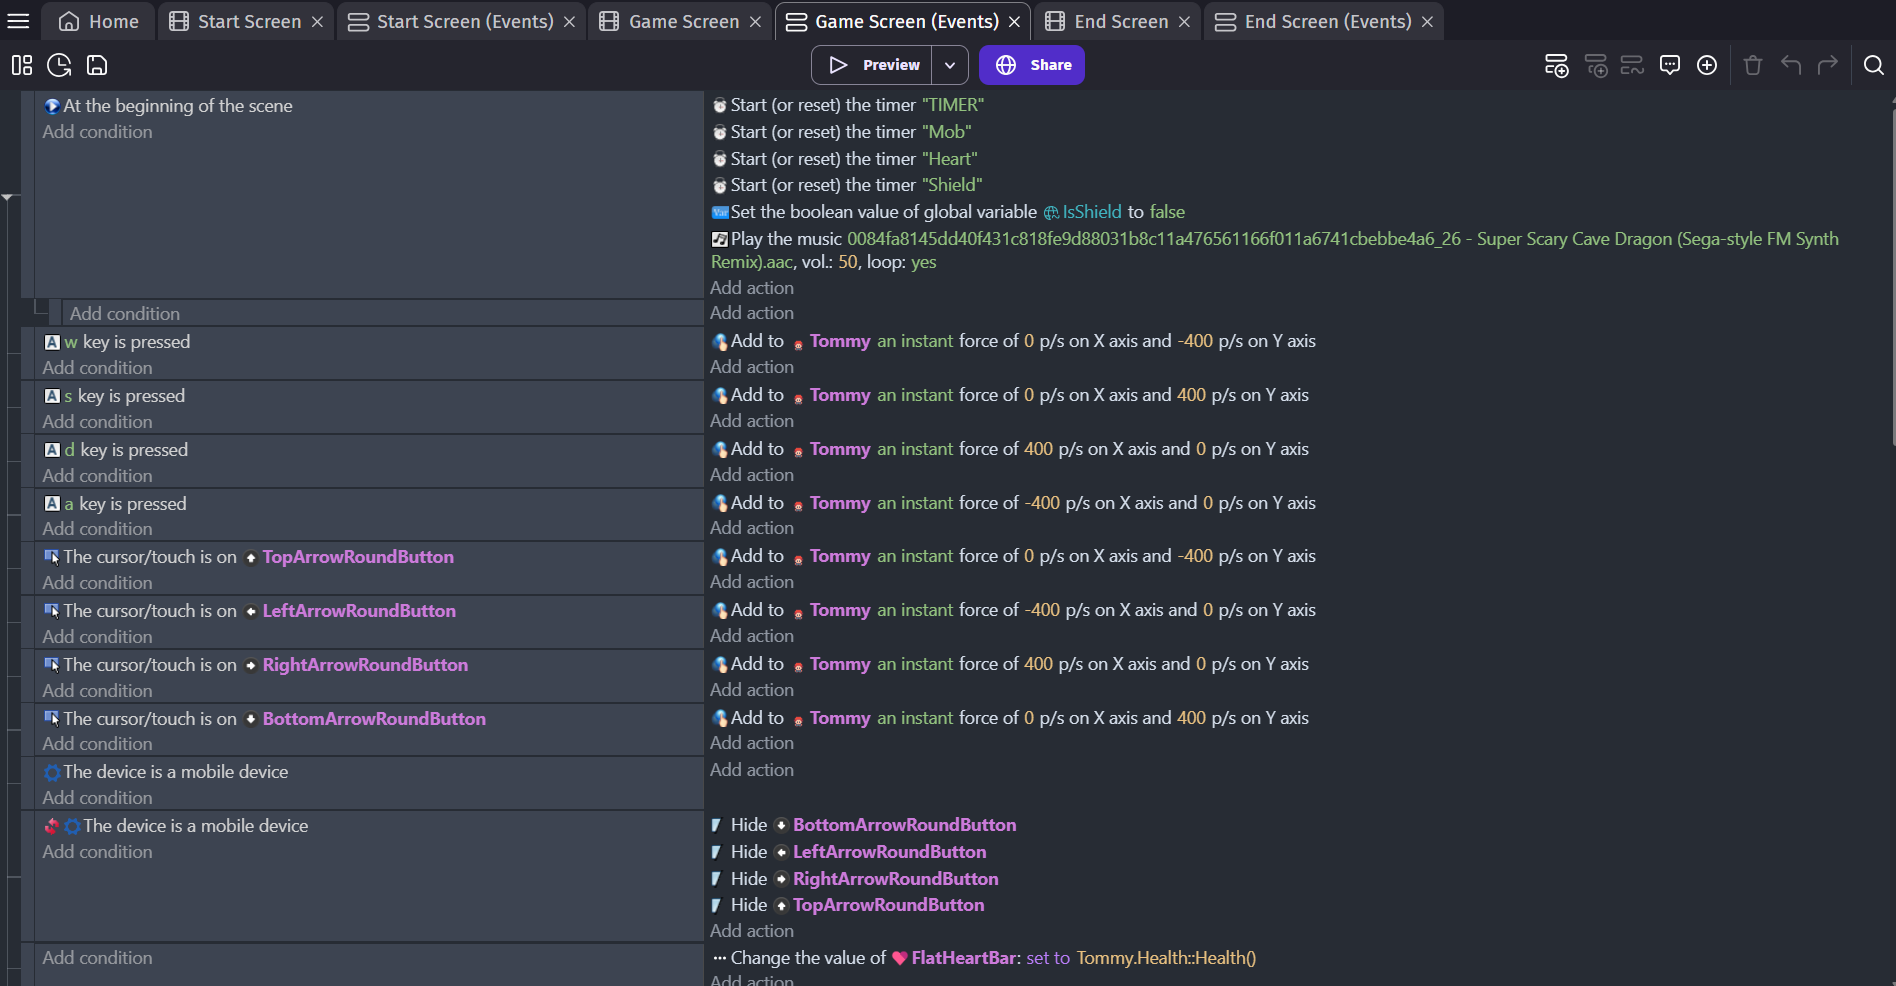 Home
Start Screen
Start Screen (Events)
Game Screen
Game Screen (Events)
End Screen
End Screen (Events)
Preview
Share
At the beginning of the scene
Add condition
Start (or reset) the timer "TIMER"
Start (or reset) the timer "Mob"
Start (or reset) the timer "Heart"
Start (or reset) the timer "Shield"
Var Set the boolean value of global variable IsShield to false
Play the music 0084fa8145dd40f431c818fe9d88031b8c11a476561166f011a6741cbebbe4a6_26 - Super Scary Cave Dragon (Sega-style FM Synth
Remix).aac, vol.: 50, loop: yes
Add action
Add condition
Add action
A w key is pressed
Add condition
Add to Tommy an instant force of 0 p/s on X axis and -400 p/s on Y axis
Add action
A s key is pressed
Add condition
Add to Tommy an instant force of 0 p/s on X axis and 400 p/s on Y axis
Add action
A d key is pressed
Add condition
Add to Tommy an instant force of 400 p/s on X axis and 0 p/s on Y axis
Add action
A a key is pressed
Add condition
Add to Tommy an instant force of -400 p/s on X axis and 0 p/s on Y axis
Add action
The cursor/touch is on TopArrowRoundButton
Add condition
Add to Tommy an instant force of 0 p/s on X axis and -400 p/s on Y axis
Add action
The cursor/touch is on LeftArrowRoundButton
Add condition
Add to Tommy an instant force of -400 p/s on X axis and 0 p/s on Y axis
Add action
The cursor/touch is on RightArrowRoundButton
Add condition
Add to Tommy an instant force of 400 p/s on X axis and 0 p/s on Y axis
Add action
The cursor/touch is on BottomArrowRoundButton
Add condition
Add to Tommy an instant force of 0 p/s on X axis and 400 p/s on Y axis
Add action
The device is a mobile device
Add condition
Add action
The device is a mobile device
Add condition
Hide BottomArrowRoundButton
Hide LeftArrowRoundButton
Hide RightArrowRoundButton
Hide TopArrowRoundButton
Add action
Add condition
Change the value of FlatHeartBar: set to Tommy.Health::Health()
Add action